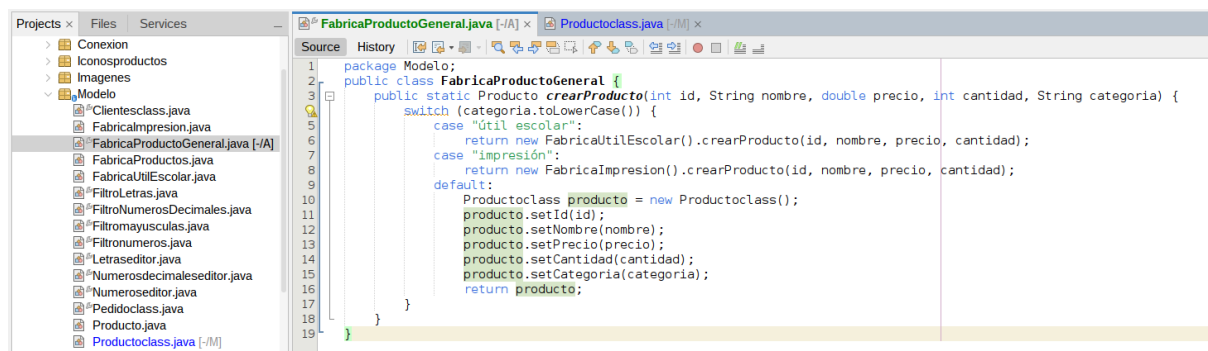 Projects × Files Services
Conexion
Iconosproductos
Imagenes
Modelo
Clientesclass.java
FabricaImpresion.java
FabricaProductoGeneral.java [-/A]
FabricaProductos.java
FabricaUtilEscolar.java
FiltroLetras.java
FiltroNumerosDecimales.java
Filtromayusculas.java
Filtronumeros.java
Letraseditor.java
Numerosdecimaleseditor.java
Numeroseditor.java
Pedidoclass.java
Producto.java
Productoclass.java [-/M]
FabricaProductoGeneral.java [-/A] × Productoclass.java [-/M] ×
Source History
1 package Modelo;
2 public class FabricaProductoGeneral {
3 public static Producto crearProducto(int id, String nombre, double precio, int cantidad, String categoria) {
switch (categoria.toLowerCase()) {
5 case "útil escolar":
6 return new FabricaUtilEscolar().crearProducto(id, nombre, precio, cantidad);
7 case "impresión":
8 return new FabricaImpresion().crearProducto(id, nombre, precio, cantidad);
9 default:
10 Productoclass producto = new Productoclass();
11 producto.setId(id);
12 producto.setNombre(nombre);
13 producto.setPrecio(precio);
14 producto.setCantidad(cantidad);
15 producto.setCategoria(categoria);
16 return producto;
17 }
18 }
19 }